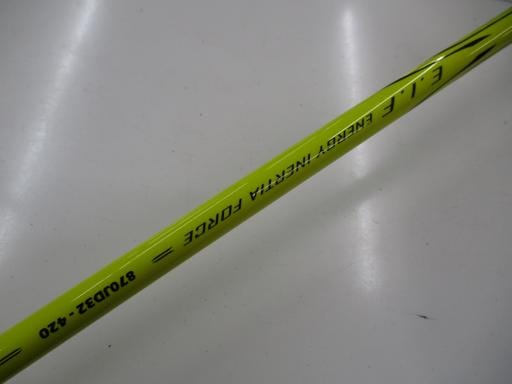 E.I.F ENERGY INERTIA FORCE
870JD32 - 420